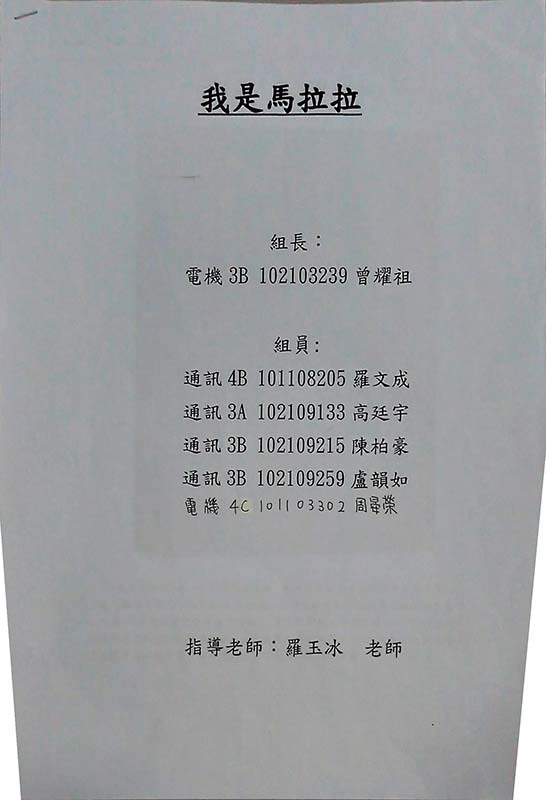 我是馬拉拉
組長：
電機 3B 102103239 曾耀祖
組員:
通訊 4B 101108205 羅文成
通訊 3A 102109133 高廷宇
通訊 3B 102109215 陳柏豪
通訊 3B 102109259 盧韻如
電機 4C 101103302 周晏榮
指導老師：羅玉冰 老師